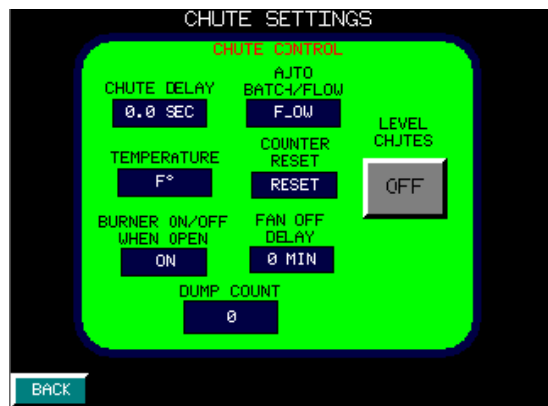 CHUTE SETTINGS
CHUTE CONTROL
CHUTE DELAY
0.0 SEC
AUTO
BATCH/FLOW
FLOW
LEVEL
CHUTES
OFF
TEMPERATURE
F°
COUNTER
RESET
RESET
BURNER ON/OFF
WHEN OPEN
ON
FAN OFF
DELAY
0 MIN
DUMP COUNT
0
BACK